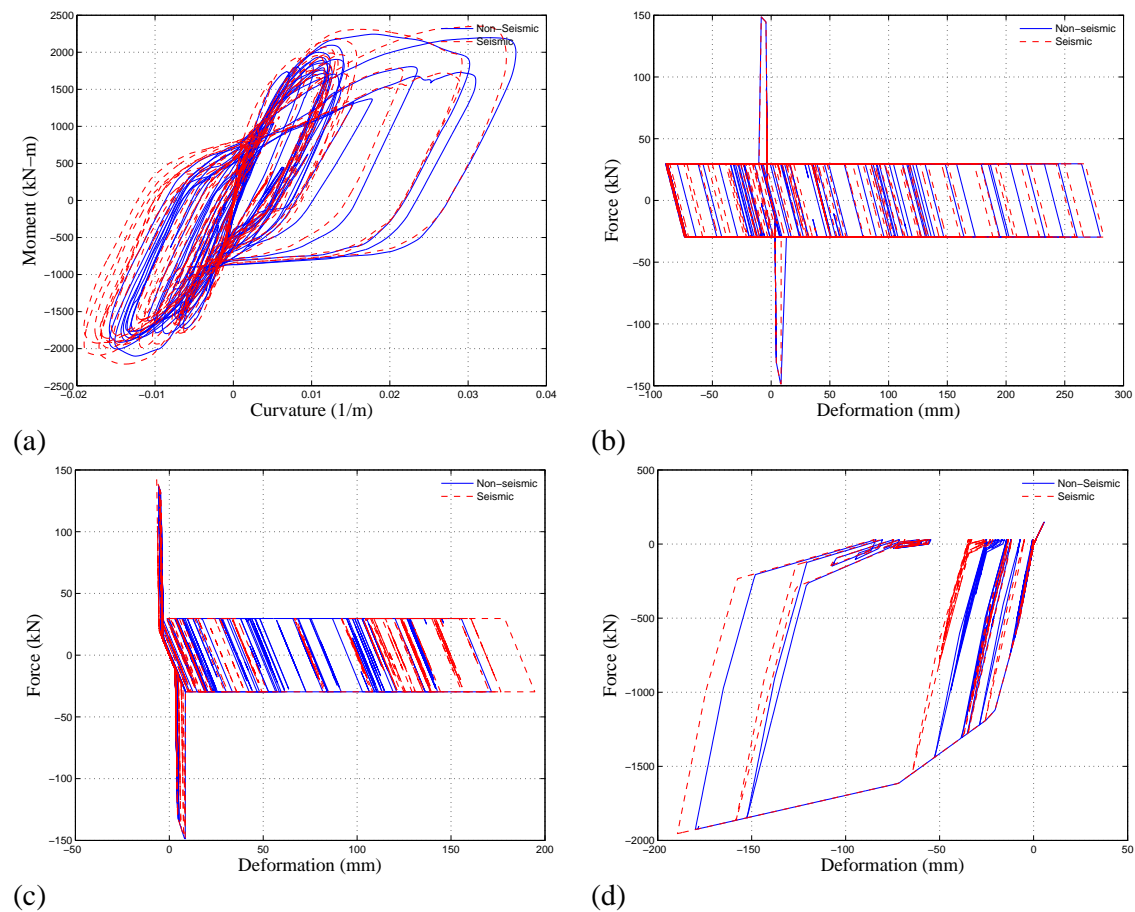 2500
2000
1500
1000
500
0
−500
−1000
−1500
−2000
−2500
−0.02 −0.01 0 0.01 0.02 0.03 0.04
Moment (kN−m)
Curvature (1/m)
Non−Seismic
Seismic
(a)
150
100
50
0
−50
−100
−150
−100 −50 0 50 100 150 200 250 300
Force (kN)
Deformation (mm)
Non−seismic
Seismic
(b)
150
100
50
0
−50
−100
−150
−50 0 50 100 150 200
Force (kN)
Deformation (mm)
Non−seismic
Seismic
(c)
500
0
−500
−1000
−1500
−2000
−200 −150 −100 −50 0 50
Force (kN)
Deformation (mm)
Non−Seismic
Seismic
(d)